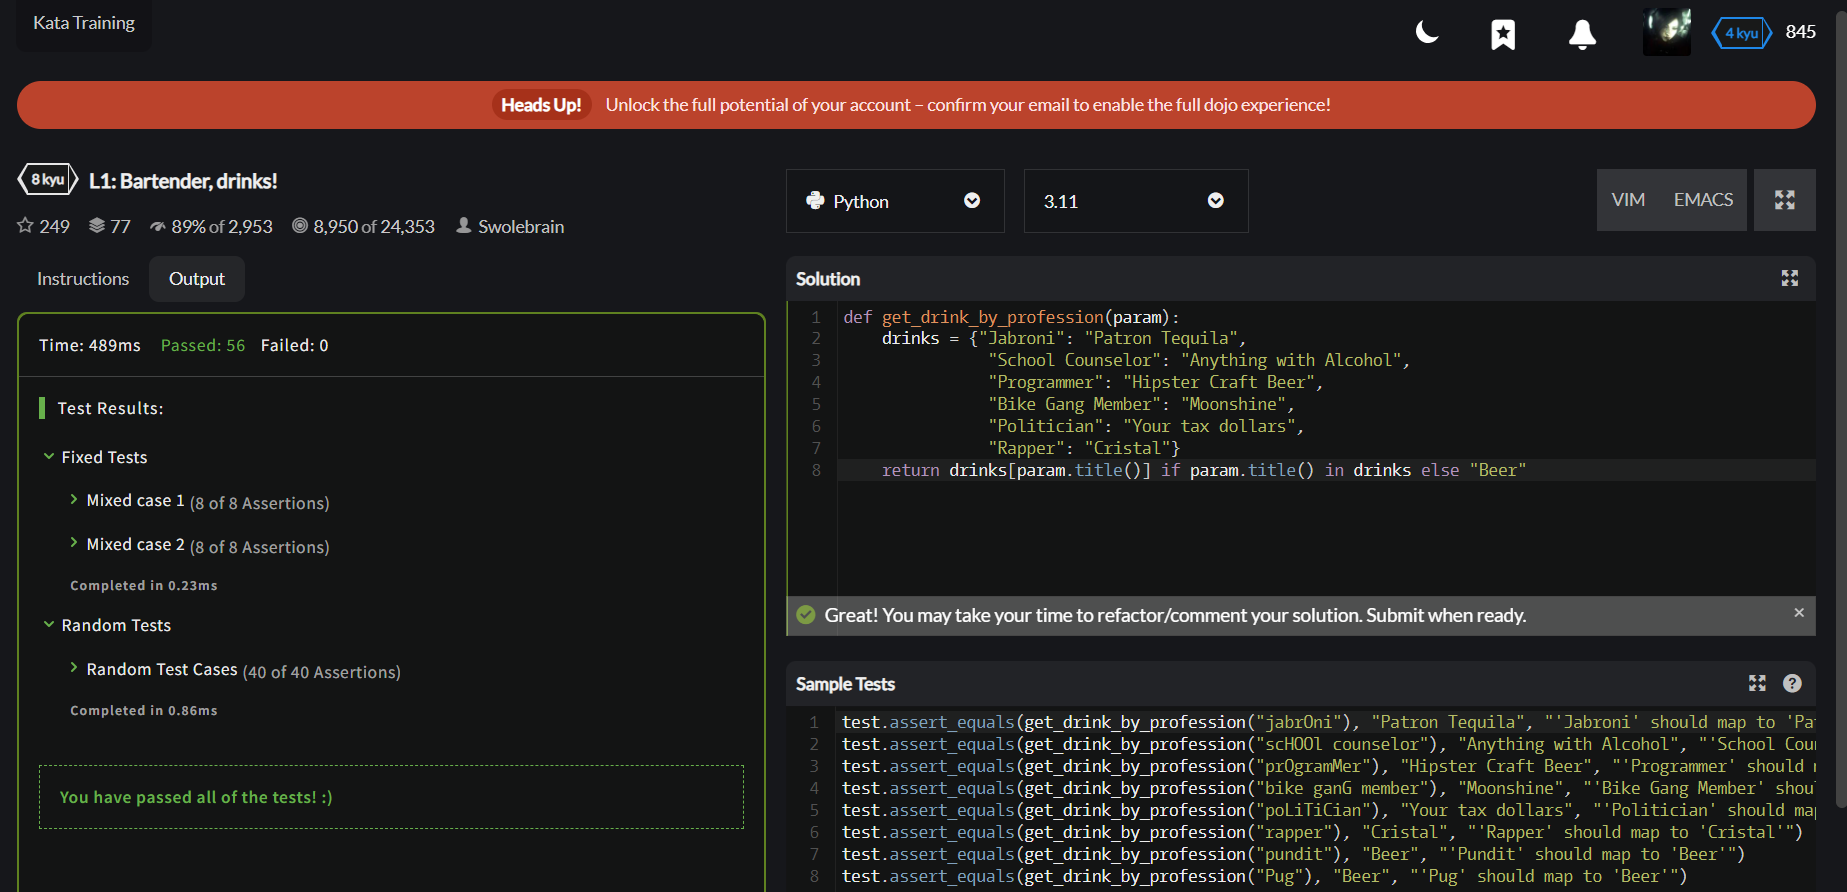 Kata Training
4 kyu 845
Heads Up! Unlock the full potential of your account – confirm your email to enable the full dojo experience!
8 kyu L1: Bartender, drinks!
249 77 89% of 2,953 8,950 of 24,353 Swolebrain
Instructions Output
Time: 489ms Passed: 56 Failed: 0
Test Results:
Fixed Tests
Mixed case 1 (8 of 8 Assertions)
Mixed case 2 (8 of 8 Assertions)
Completed in 0.23ms
Random Tests
Random Test Cases (40 of 40 Assertions)
Completed in 0.86ms
You have passed all of the tests! :)
Python 3.11 VIM EMACS
Solution
1 def get_drink_by_profession(param):
2 drinks = {"Jabroni": "Patron Tequila",
3 "School Counselor": "Anything with Alcohol",
4 "Programmer": "Hipster Craft Beer",
5 "Bike Gang Member": "Moonshine",
6 "Politician": "Your tax dollars",
7 "Rapper": "Cristal"}
8 return drinks[param.title()] if param.title() in drinks else "Beer"
Great! You may take your time to refactor/comment your solution. Submit when ready.
Sample Tests
1 test.assert_equals(get_drink_by_profession("jabrOni"), "Patron Tequila", "'Jabroni' should map to 'Pa
2 test.assert_equals(get_drink_by_profession("scHOOl counselor"), "Anything with Alcohol", "'School Cou
3 test.assert_equals(get_drink_by_profession("prOgramMer"), "Hipster Craft Beer", "'Programmer' should
4 test.assert_equals(get_drink_by_profession("bike ganG member"), "Moonshine", "'Bike Gang Member' shou
5 test.assert_equals(get_drink_by_profession("poLiTiCian"), "Your tax dollars", "'Politician' should ma
6 test.assert_equals(get_drink_by_profession("rapper"), "Cristal", "'Rapper' should map to 'Cristal'")
7 test.assert_equals(get_drink_by_profession("pundit"), "Beer", "'Pundit' should map to 'Beer'")
8 test.assert_equals(get_drink_by_profession("Pug"), "Beer", "'Pug' should map to 'Beer'")